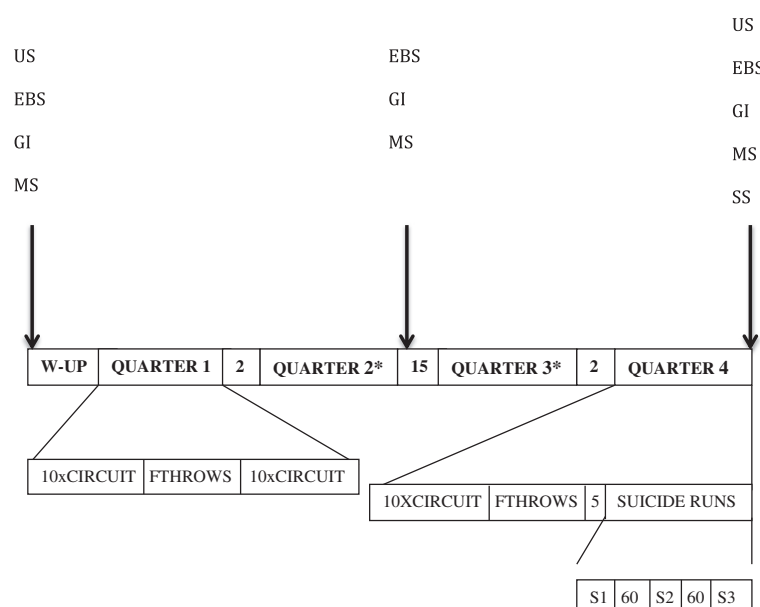 US
EBS
GI
MS
EBS
GI
MS
US
EBS
GI
MS
SS
W-UP QUARTER 1 2 QUARTER 2* 15 QUARTER 3* 2 QUARTER 4
10xCIRCUIT FTHROWS 10xCIRCUIT
10XCIRCUIT FTHROWS 5 SUICIDE RUNS
S1 60 S2 60 S3